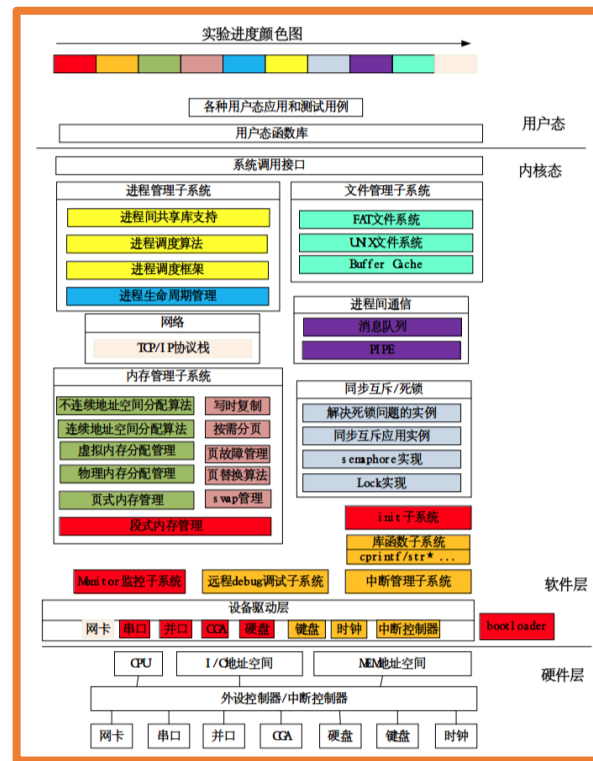 实验进度颜色图
各种用户态应用和测试用例
用户态函数库
用户态
系统调用接口
内核态
进程管理子系统
进程间共享库支持
进程调度算法
进程调度框架
进程生命周期管理
文件管理子系统
FAT文件系统
UNIX文件系统
Buffer Cache
网络
TCP/IP协议栈
进程间通信
消息队列
PIPE
内存管理子系统
不连续地址空间分配算法
写时复制
连续地址空间分配算法
按需分页
虚拟内存分配管理
页故障管理
物理内存分配管理
页替换算法
页式内存管理
swap管理
段式内存管理
同步互斥/死锁
解决死锁问题的实例
同步互斥应用实例
semaphore实现
Lock实现
init子系统
库函数子系统
cprintf/str*...
Monitor监控子系统
远程debug调试子系统
中断管理子系统
软件层
设备驱动层
网卡 串口 并口 CGA 硬盘 键盘 时钟 中断控制器
bootloader
CPU
I/O地址空间
MEM地址空间
硬件层
外设控制器/中断控制器
网卡 串口 并口 CGA 硬盘 键盘 时钟